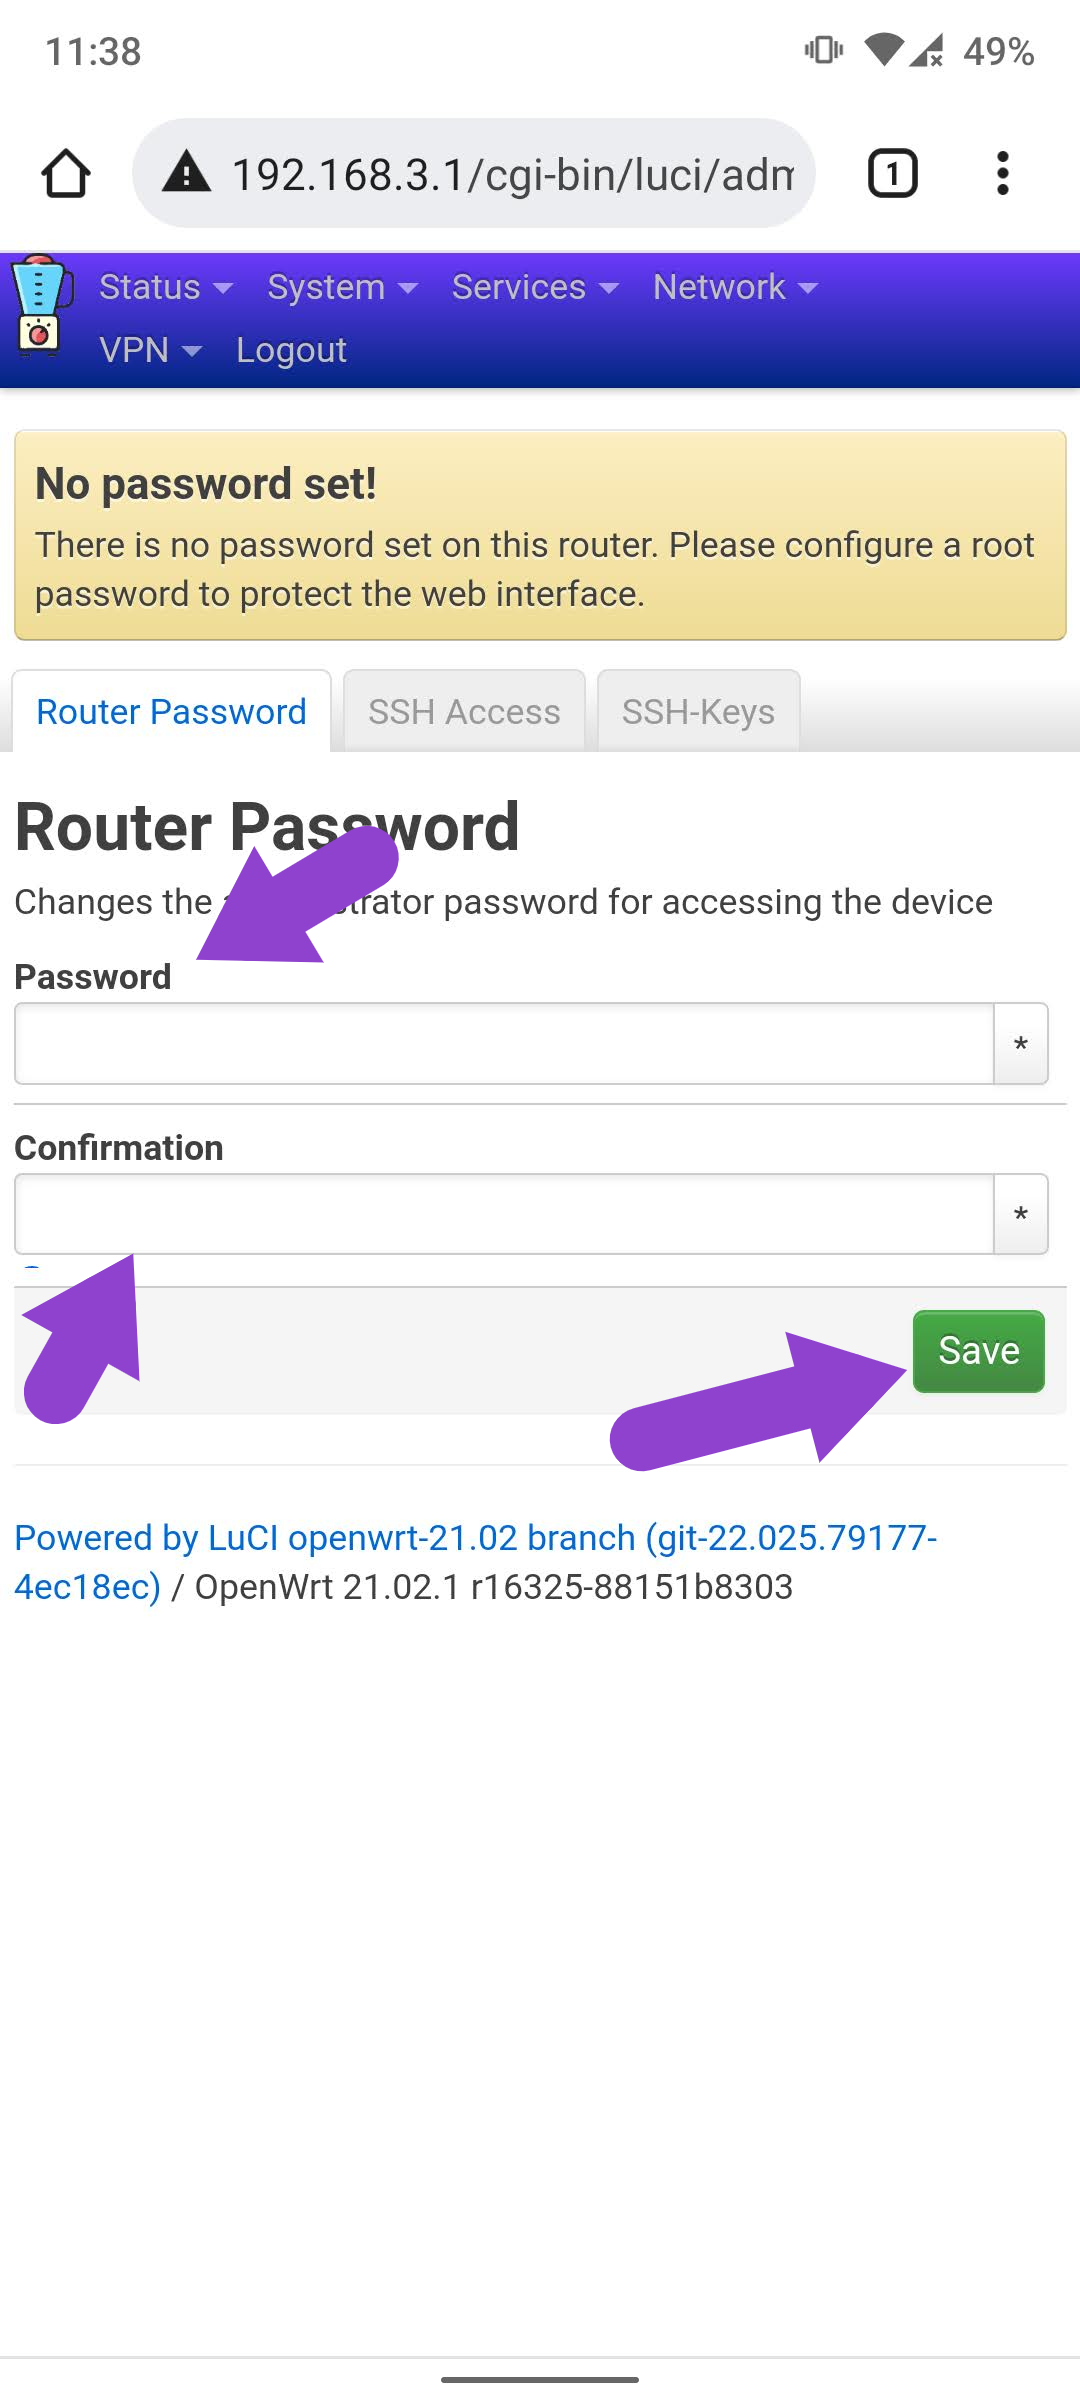 11:38
49%
192.168.3.1/cgi-bin/luci/adm
1
Status
System
Services
Network
VPN
Logout
No password set!
There is no password set on this router. Please configure a root
password to protect the web interface.
Router Password
SSH Access
SSH-Keys
Router Password
Changes the password for accessing the device
Password
*
Confirmation
*
Save
Powered by LuCI openwrt-21.02 branch (git-22.025.79177-
4ec18ec) / OpenWrt 21.02.1 r16325-88151b8303